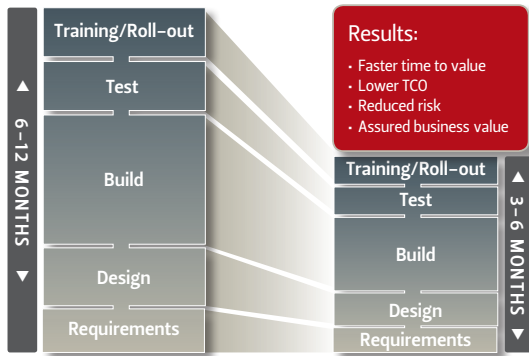 6–12 MONTHS
Training/Roll–out
Test
Build
Design
Requirements
Results:
• Faster time to value
• Lower TCO
• Reduced risk
• Assured business value
Training/Roll–out
Test
Build
Design
Requirements
3–6 MONTHS